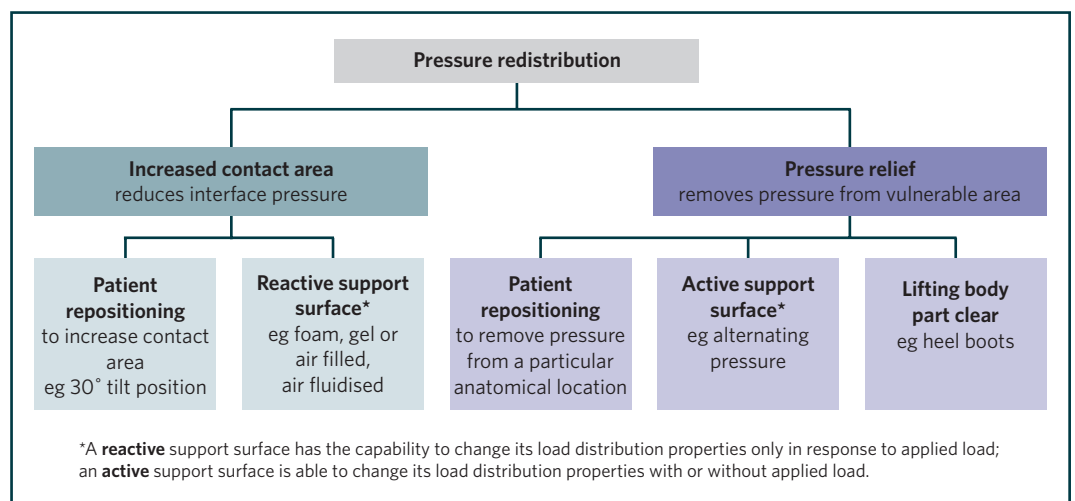 Pressure redistribution
Increased contact area
reduces interface pressure
Pressure relief
removes pressure from vulnerable area
Patient
repositioning
to increase contact
area
eg 30˚ tilt position
Reactive support
surface*
eg foam, gel or
air filled,
air fluidised
Patient
repositioning
to remove pressure
from a particular
anatomical location
Active support
surface*
eg alternating
pressure
Lifting body
part clear
eg heel boots
*A reactive support surface has the capability to change its load distribution properties only in response to applied load;
an active support surface is able to change its load distribution properties with or without applied load.